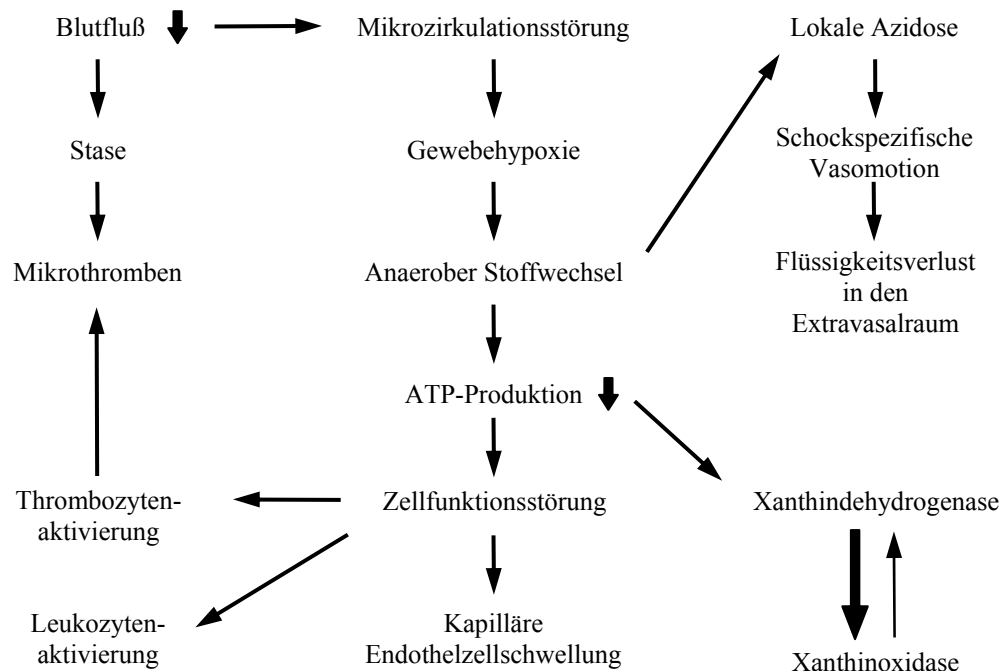 Blutfluß
Mikrozirkulationsstörung
Lokale Azidose
Stase
Gewebehypoxie
Schockspezifische
Vasomotion
Mikrothromben
Anaerober Stoffwechsel
Flüssigkeitsverlust
in den
Extravasalraum
ATP-Produktion
Thrombozyten-
aktivierung
Zellfunktionsstörung
Xanthindehydrogenase
Leukozyten-
aktivierung
Kapilläre
Endothelzellschwellung
Xanthinoxidase